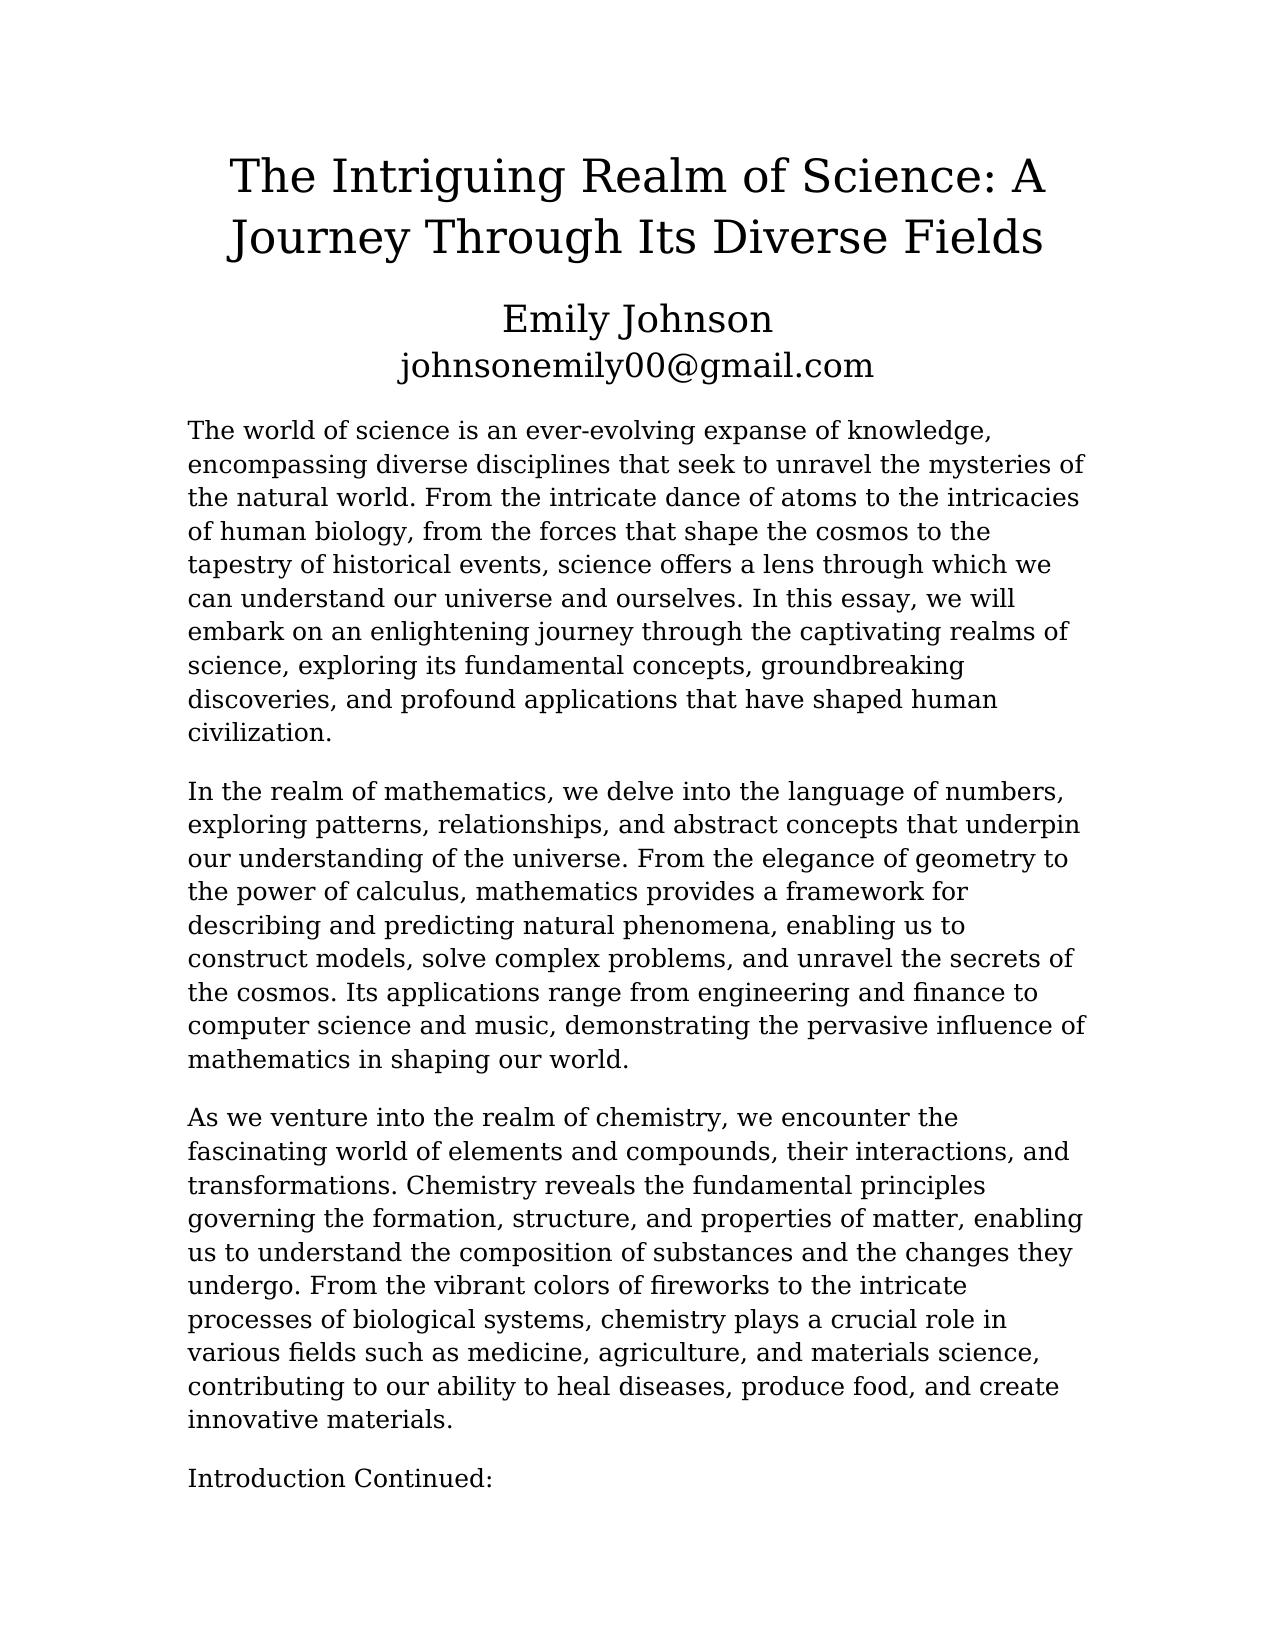 The Intriguing Realm of Science: A
Journey Through Its Diverse Fields
Emily Johnson
johnsonemily00@gmail.com
The world of science is an ever-evolving expanse of knowledge,
encompassing diverse disciplines that seek to unravel the mysteries of
the natural world. From the intricate dance of atoms to the intricacies
of human biology, from the forces that shape the cosmos to the
tapestry of historical events, science offers a lens through which we
can understand our universe and ourselves. In this essay, we will
embark on an enlightening journey through the captivating realms of
science, exploring its fundamental concepts, groundbreaking
discoveries, and profound applications that have shaped human
civilization.
In the realm of mathematics, we delve into the language of numbers,
exploring patterns, relationships, and abstract concepts that underpin
our understanding of the universe. From the elegance of geometry to
the power of calculus, mathematics provides a framework for
describing and predicting natural phenomena, enabling us to
construct models, solve complex problems, and unravel the secrets of
the cosmos. Its applications range from engineering and finance to
computer science and music, demonstrating the pervasive influence of
mathematics in shaping our world.
As we venture into the realm of chemistry, we encounter the
fascinating world of elements and compounds, their interactions, and
transformations. Chemistry reveals the fundamental principles
governing the formation, structure, and properties of matter, enabling
us to understand the composition of substances and the changes they
undergo. From the vibrant colors of fireworks to the intricate
processes of biological systems, chemistry plays a crucial role in
various fields such as medicine, agriculture, and materials science,
contributing to our ability to heal diseases, produce food, and create
innovative materials.
Introduction Continued: